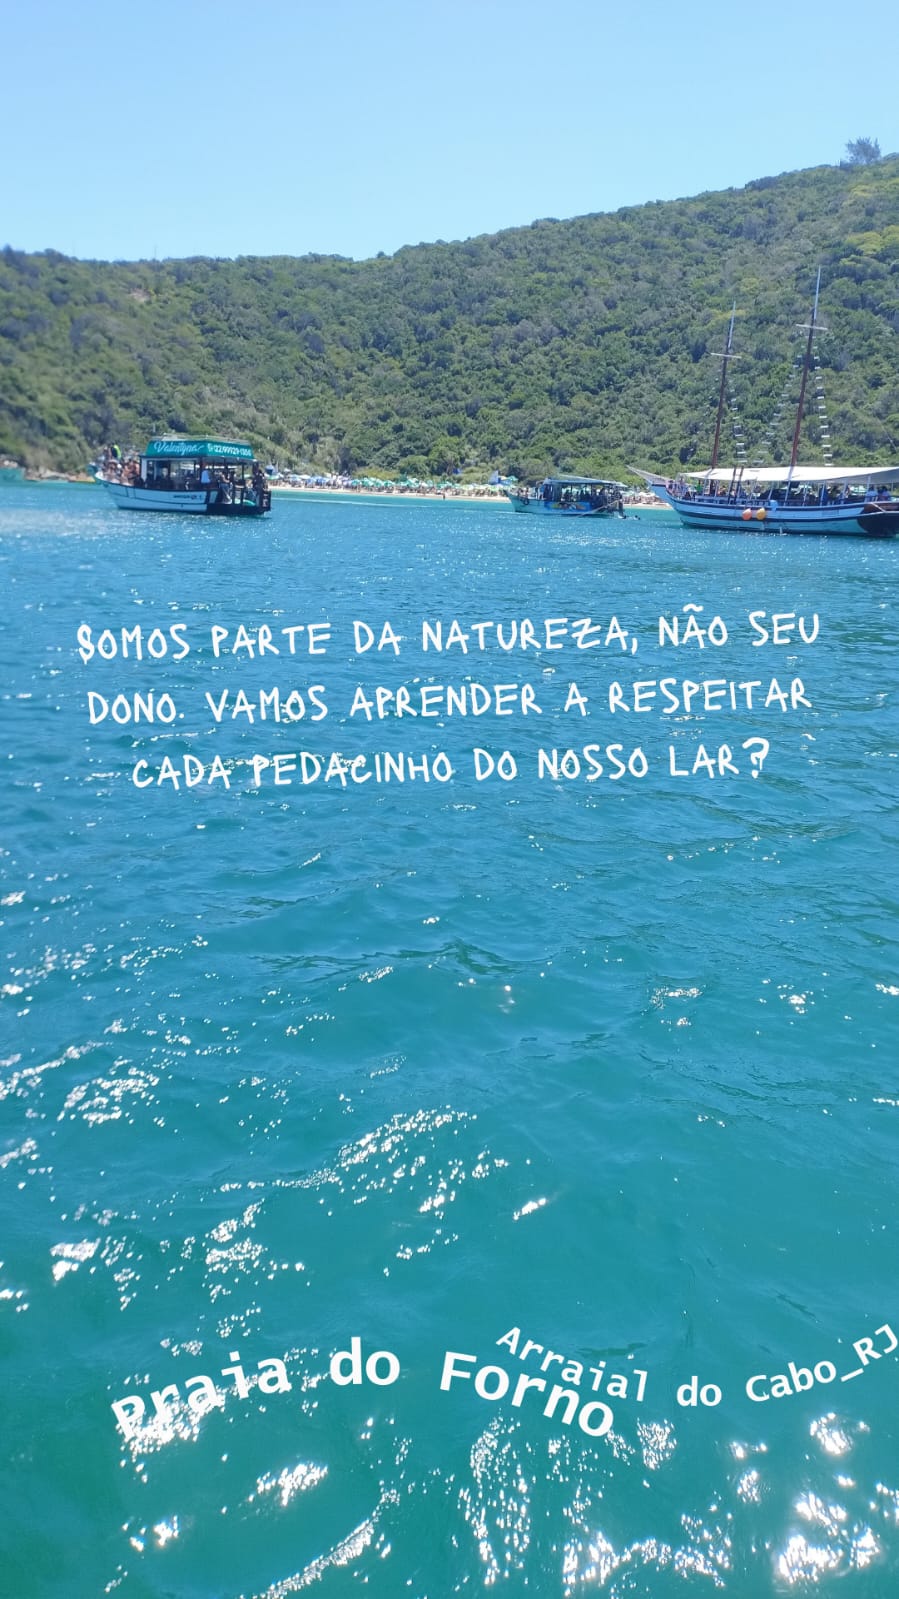 Valentyna
SOMOS PARTE DA NATUREZA, NÃO SEU
DONO. VAMOS APRENDER A RESPEITAR
CADA PEDACINHO DO NOSSO LAR?
Praia do Forno
Arraial do Cabo_RJ